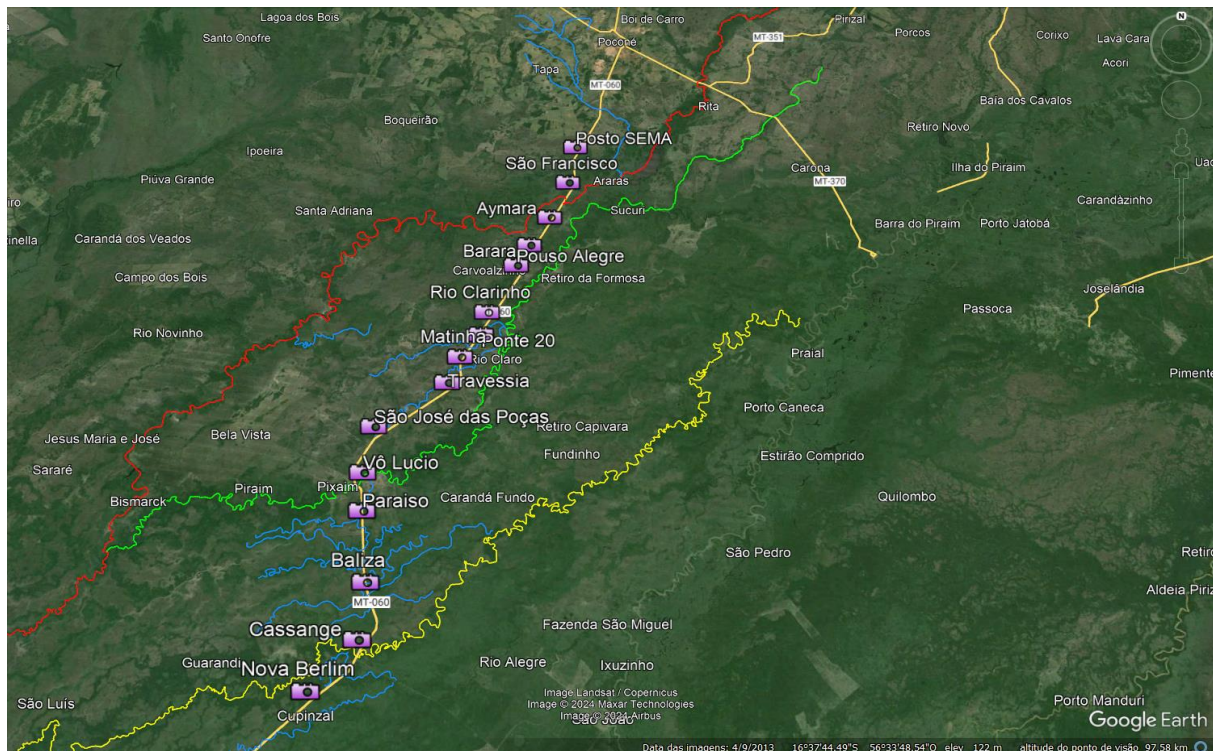 Lagoa dos Bois
Boi de Carro
Pirizal
N
Santo Onofre
Poconé
MT-351
Porcos
Corixo
Lava Cara
Acori
Tapa
MT-060
Boqueirão
Rita
Baía dos Cavalos
Retiro Novo
Posto SEMA
Ipoeira
São Francisco
Carona
Ilha do Piraim
Piúva Grande
Araras
MT-370
Aymara
Sucuri
Santa Adriana
Carandàzinho
Barra do Piraim
Porto Jatobá
Carandá dos Veados
Barara
Pouso Alegre
Campo dos Bois
Retiro da Formosa
Joselândia
Rio Clarinho
Passoca
Rio Novinho
Matinha
Ponte 20
Rio Claro
Praial
Travessia
Porto Caneca
São José das Poças
Jesus Maria e José
Bela Vista
Retiro Capivara
Sararé
Fundinho
Estirão Comprido
Vô Lucio
Piraim
Pixaim
Bismarck
Paraiso
Carandá Fundo
Quilombo
São Pedro
Baliza
MT-060
Cassange
Fazenda São Miguel
Guarandi
Rio Alegre
Ixuzinho
Nova Berlim
São Luís
Cupinzal
Image Landsat / Copernicus
Image © 2024 Maxar Technologies
Image © 2024 Airbus
São João
Porto Manduri
Google Earth
Data das imagens: 4/9/2013 16°37'44.49"S 56°33'48.54"O elev 122 m altitude do ponto de visão 97.58 km